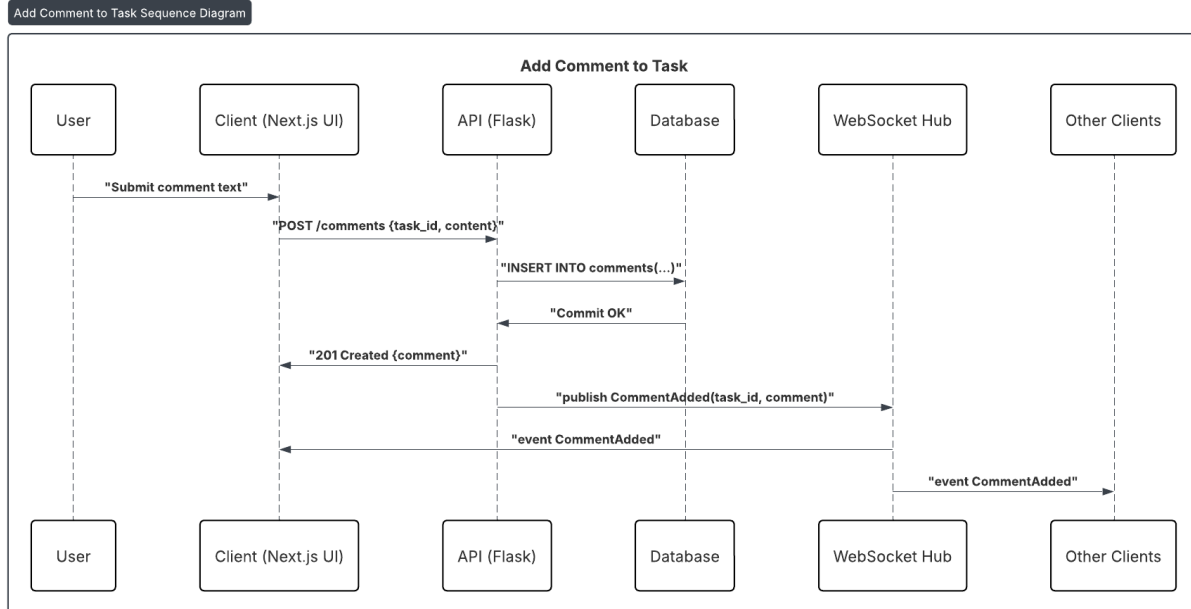 Add Comment to Task Sequence Diagram
Add Comment to Task
User
Client (Next.js UI)
API (Flask)
Database
WebSocket Hub
Other Clients
"Submit comment text"
"POST /comments {task_id, content}"
"INSERT INTO comments(...)"
"Commit OK"
"201 Created {comment}"
"publish CommentAdded(task_id, comment)"
"event CommentAdded"
"event CommentAdded"
User
Client (Next.js UI)
API (Flask)
Database
WebSocket Hub
Other Clients